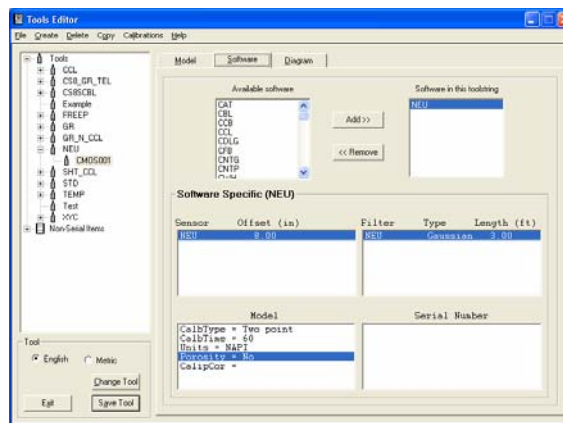 Tools Editor
File Create Delete Copy Calibrations Help
Tools
CCL
CS8_GR_TEL
CS8SCBL
Example
FREEP
GR
GR_N_CCL
NEU
CMOS001
SHT_CCL
STD
TEMP
Test
XYC
Non-Serial Items
Tool
English Metric
Change Tool
Exit Save Tool
Model Software Diagram
Available software
CAT
CBL
CCB
CCL
CDLG
CFB
CNTG
CNTP
Add >>
<< Remove
Software in this toolstring
NEU
Software Specific (NEU)
Sensor Offset (in)
NEU 8.00
Filter Type Length (ft)
NEU Gaussian 3.00
Model
CalbType = Two point
CalbTime = 60
Units = NAPI
Porosity = No
CalipCor =
Serial Number